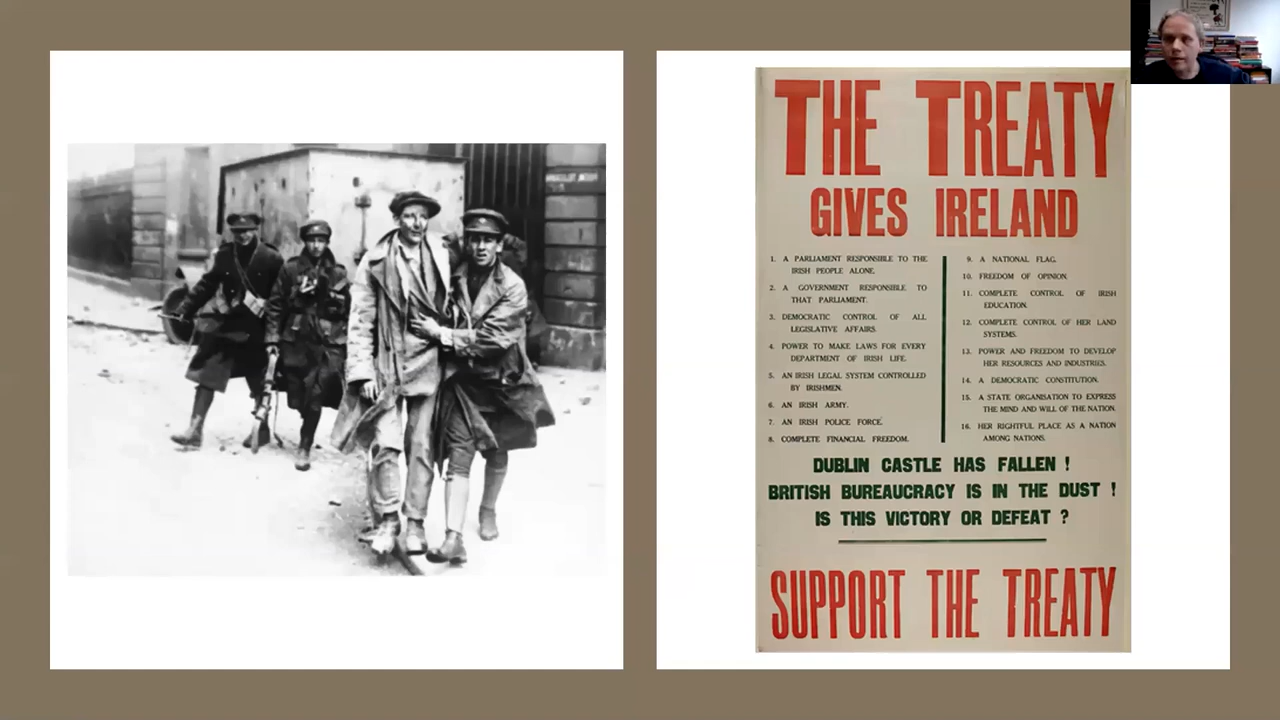 THE TREATY
GIVES IRELAND
1. A PARLIAMENT RESPONSIBLE TO THE
IRISH PEOPLE ALONE.
2. A GOVERNMENT RESPONSIBLE TO
THAT PARLIAMENT.
3. DEMOCRATIC CONTROL OF ALL
LEGISLATIVE AFFAIRS.
4. POWER TO MAKE LAWS FOR EVERY
DEPARTMENT OF IRISH LIFE.
5. AN IRISH LEGAL SYSTEM CONTROLLED
BY IRISHMEN.
6. AN IRISH ARMY.
7. AN IRISH POLICE FORCE.
8. COMPLETE FINANCIAL FREEDOM.
9. A NATIONAL FLAG.
10. FREEDOM OF OPINION.
11. COMPLETE CONTROL OF IRISH
EDUCATION.
12. COMPLETE CONTROL OF HER LAND
SYSTEMS.
13. POWER AND FREEDOM TO DEVELOP
HER RESOURCES AND INDUSTRIES.
14. A DEMOCRATIC CONSTITUTION.
15. A STATE ORGANISATION TO EXPRESS
THE MIND AND WILL OF THE NATION.
16. HER RIGHTFUL PLACE AS A NATION
AMONG NATIONS.
DUBLIN CASTLE HAS FALLEN !
BRITISH BUREAUCRACY IS IN THE DUST !
IS THIS VICTORY OR DEFEAT ?
SUPPORT THE TREATY